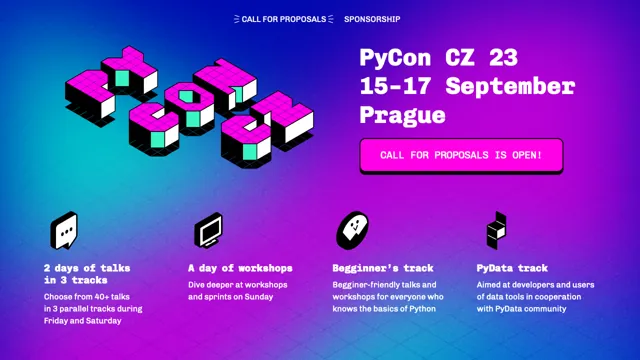 CALL FOR PROPOSALS
SPONSORSHIP
PY
CON
CZ
PyCon CZ 23
15–17 September
Prague
CALL FOR PROPOSALS IS OPEN!
2 days of talks
in 3 tracks
Choose from 40+ talks
in 3 parallel tracks during
Friday and Saturday
A day of workshops
Dive deeper at workshops
and sprints on Sunday
Begginer's track
Begginer-friendly talks and
workshops for everyone who
knows the basics of Python
PyData track
Aimed at developers and users
of data tools in cooperation
with PyData community